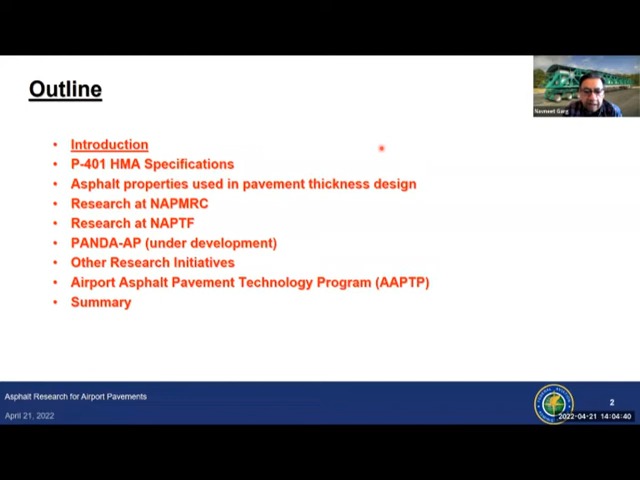 Outline
Navneet Garg
• Introduction
• P-401 HMA Specifications
• Asphalt properties used in pavement thickness design
• Research at NAPMRC
• Research at NAPTF
• PANDA-AP (under development)
• Other Research Initiatives
• Airport Asphalt Pavement Technology Program (AAPTP)
• Summary
Asphalt Research for Airport Pavements
April 21, 2022
2
2022-04-21 14:04:40